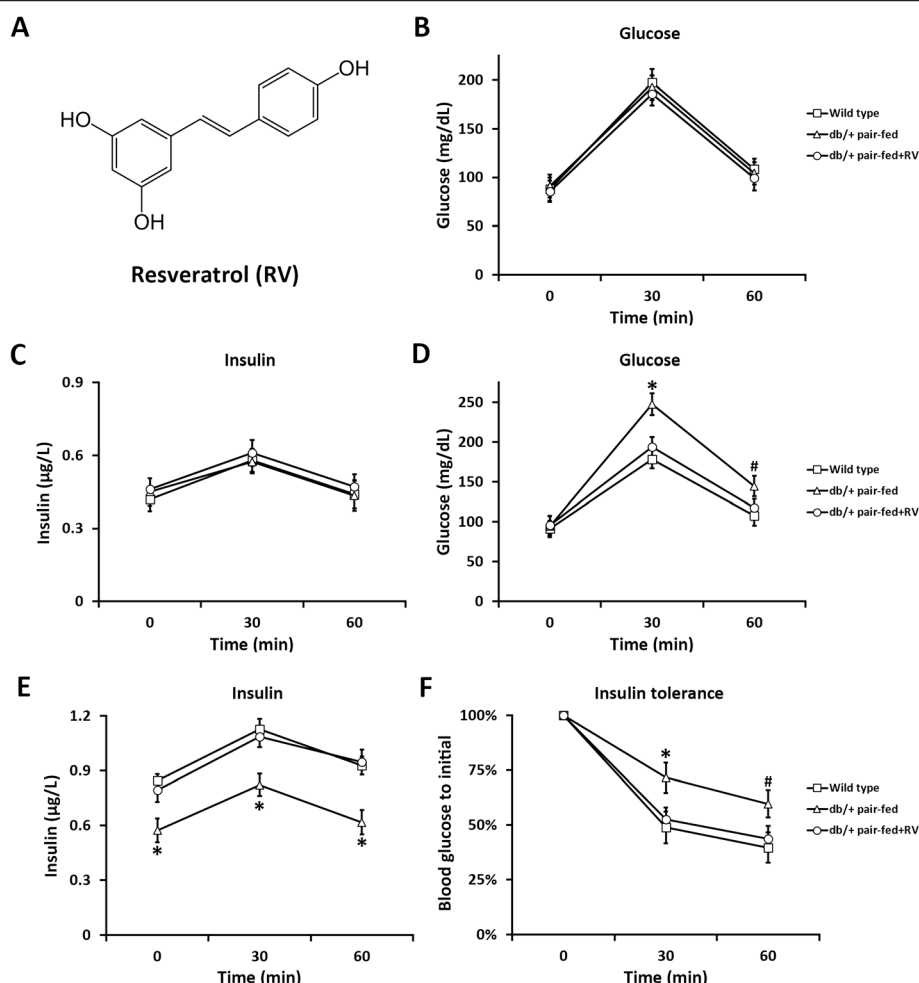 A
OH
HO
OH
Resveratrol (RV)
B
Glucose
Glucose (mg/dL)
200
150
100
50
0
0
30
60
Time (min)
Wild type
db/+ pair-fed
db/+ pair-fed+RV
C
Insulin
Insulin (µg/L)
0.9
0.6
0.3
0
0
30
60
Time (min)
D
Glucose
Glucose (mg/dL)
250
200
150
100
50
0
*
#
0
30
60
Time (min)
Wild type
db/+ pair-fed
db/+ pair-fed+RV
E
Insulin
Insulin (µg/L)
1.2
0.9
0.6
0.3
0
*
*
*
0
30
60
Time (min)
F
Insulin tolerance
Blood glucose to initial
100%
75%
50%
25%
0%
*
#
0
30
60
Time (min)
Wild type
db/+ pair-fed
db/+ pair-fed+RV